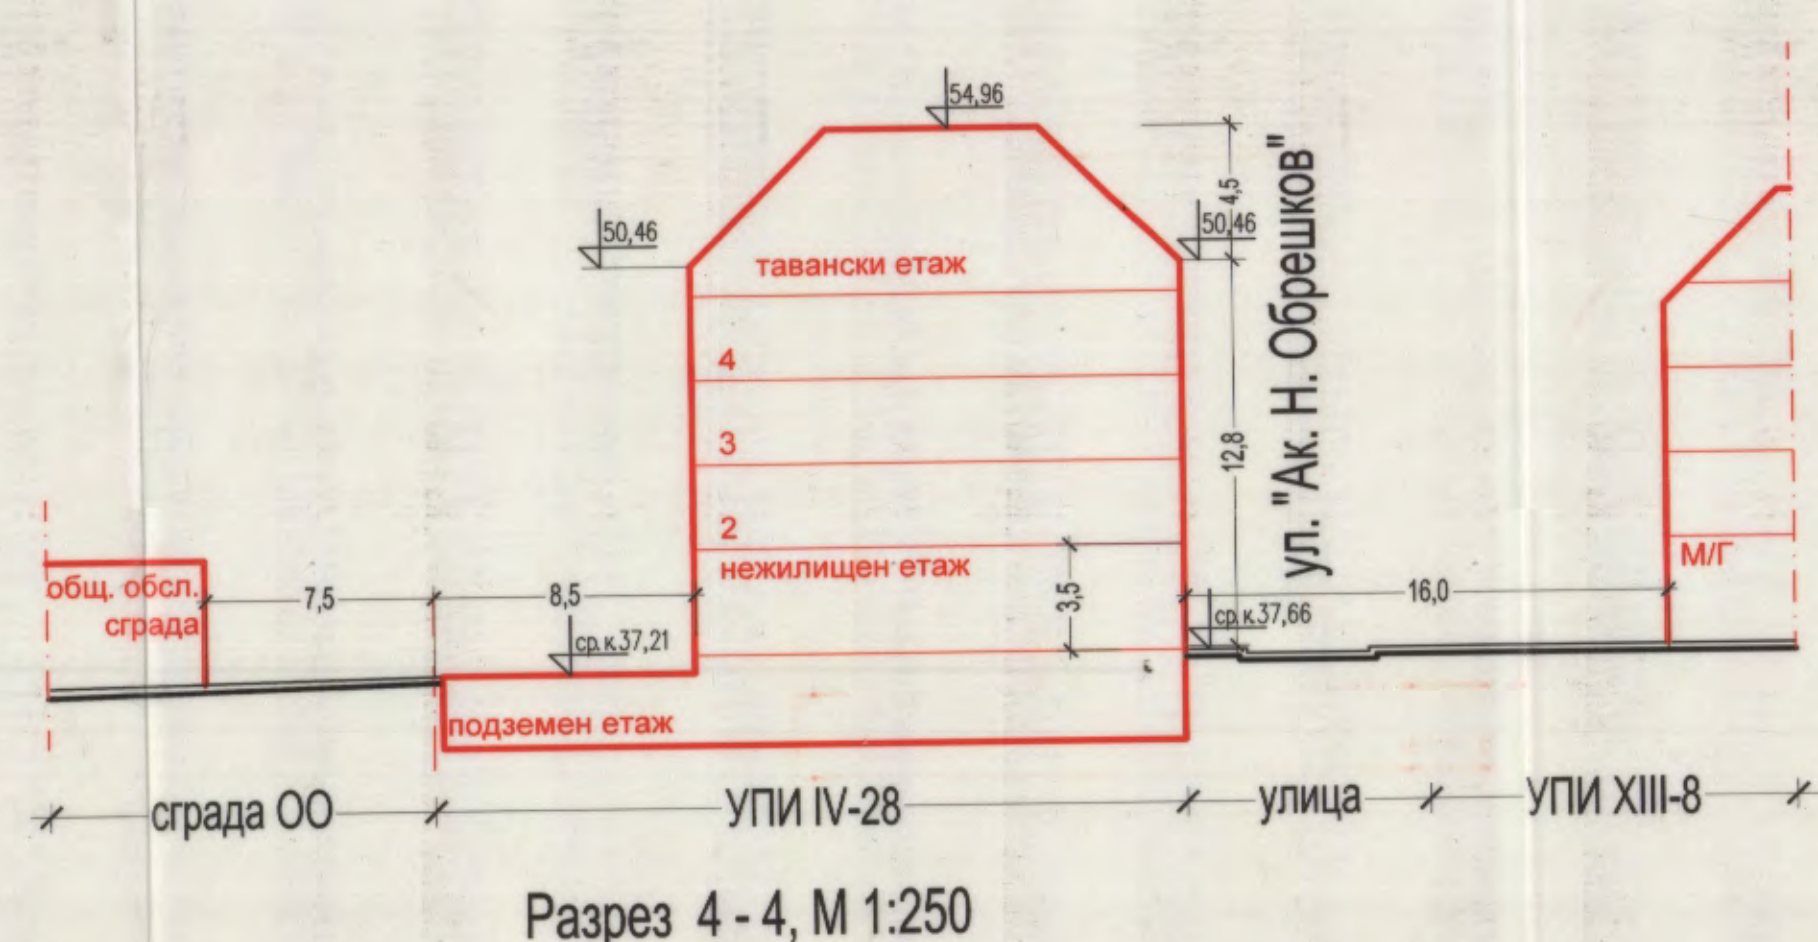 54,96
4,5
50,46
50,46
ул. "Ак. Н. Обрешков"
тавански етаж
4
3
12,8
2
нежилищен етаж
М/Г
общ. обсл.
сграда
7,5
8,5
3,5
16,0
ср.к.37,21
ср.к.37,66
подземен етаж
сграда ОО
УПИ IV-28
улица
УПИ XIII-8
Разрез 4 - 4, М 1:250